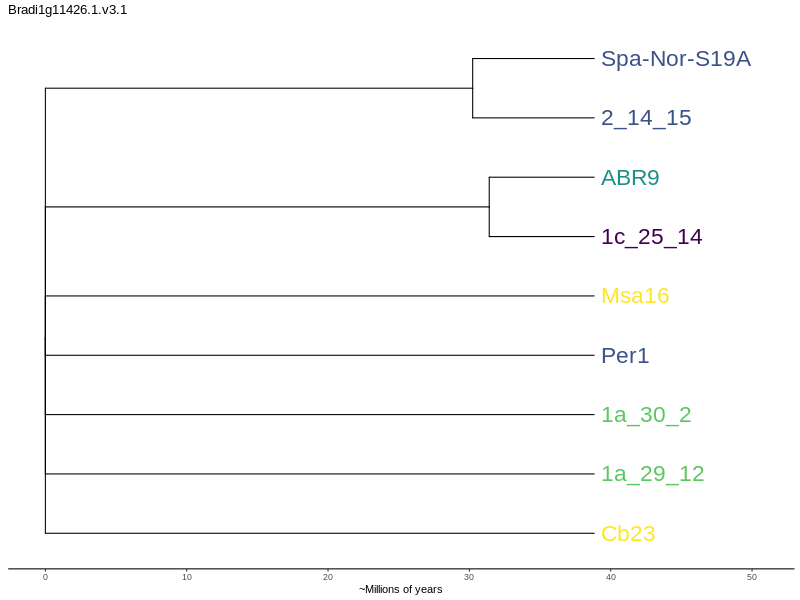 Bradi1g11426.1.v3.1
Spa-Nor-S19A
2_14_15
ABR9
1c_25_14
Msa16
Per1
1a_30_2
1a_29_12
Cb23
0 10 20 30 40 50
~Millions of years